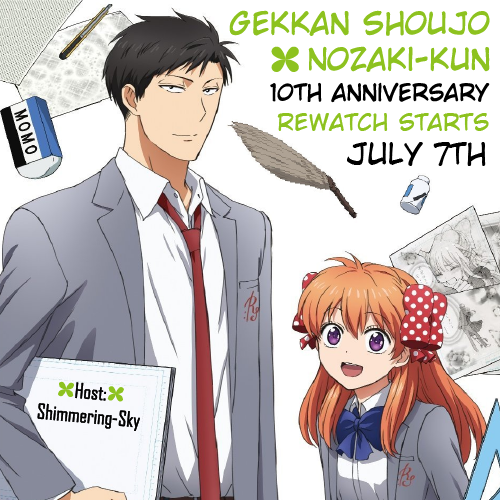 GEKKAN SHOUJO
NOZAKI-KUN
10TH ANNIVERSARY
REWATCH STARTS
JULY 7TH
MOMO
Host:
Shimmering-Sky